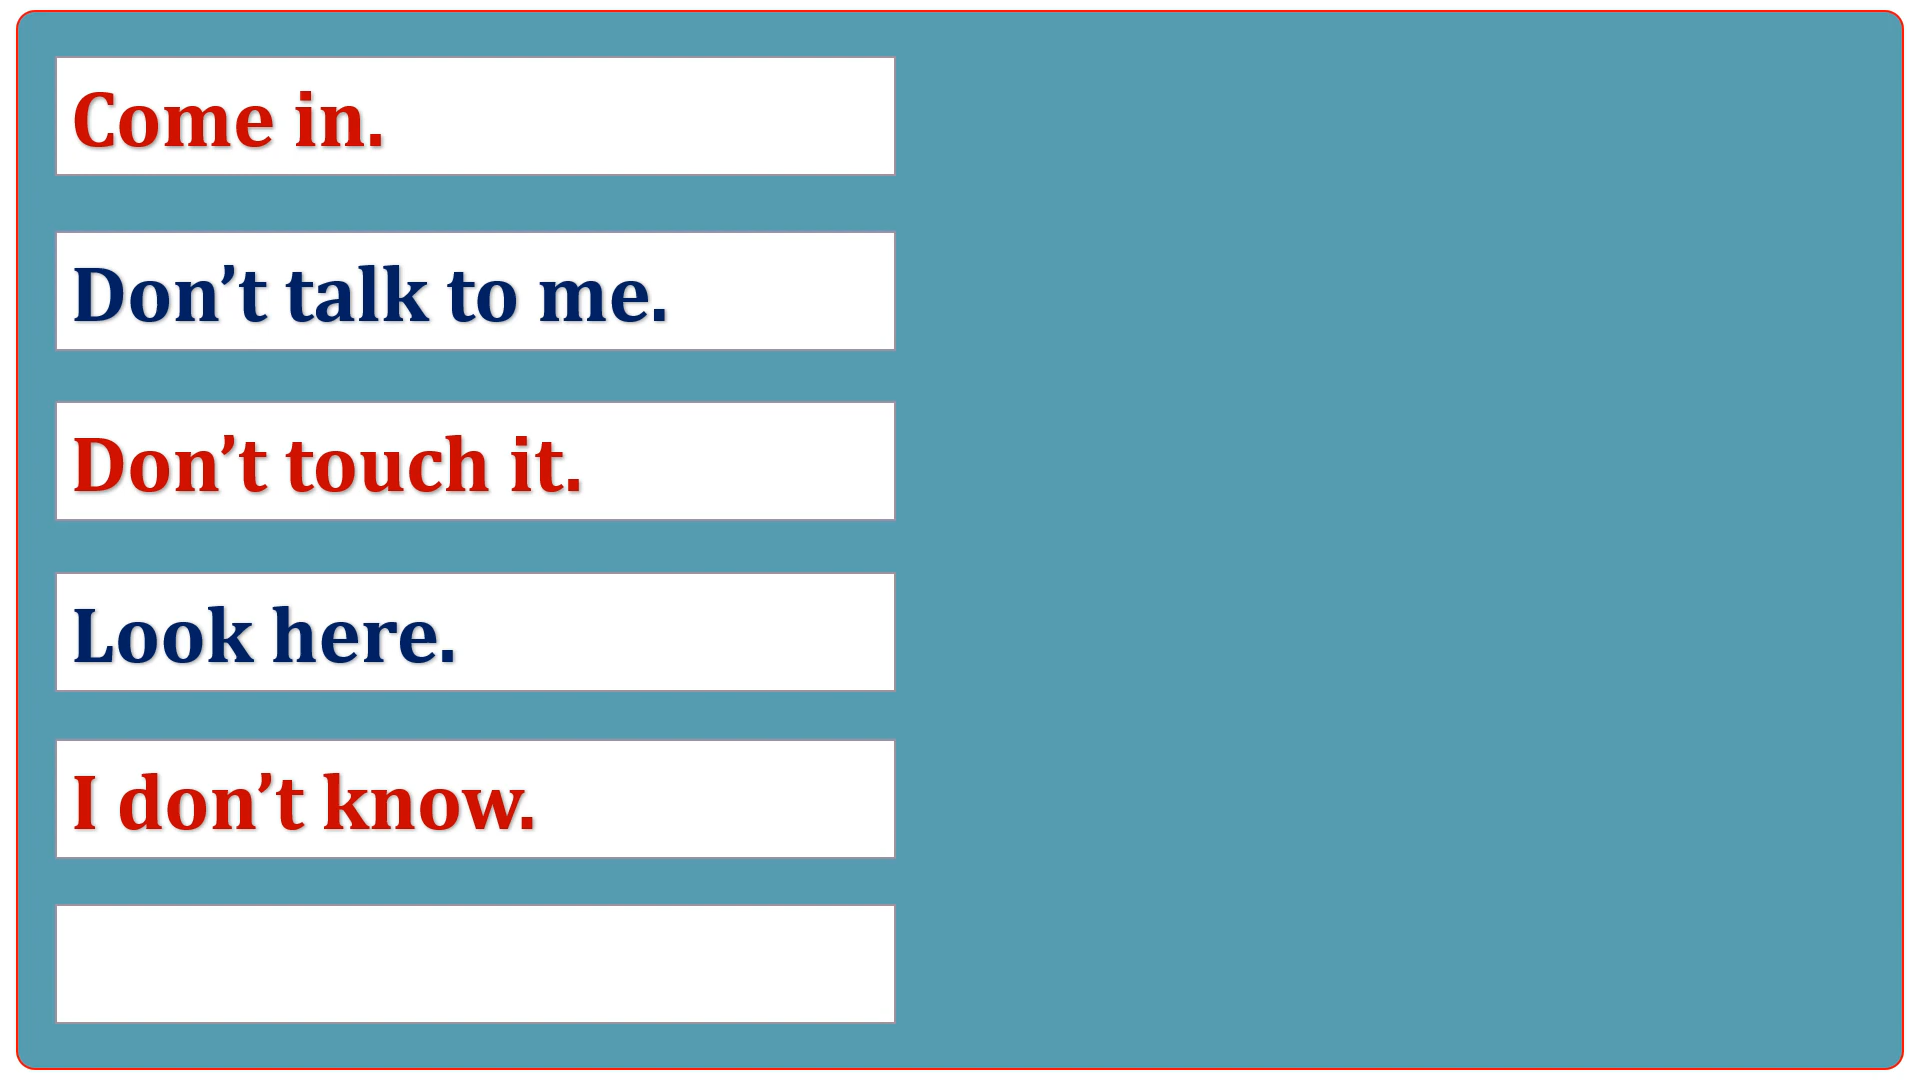 Come in.
Don’t talk to me.
Don’t touch it.
Look here.
I don’t know.